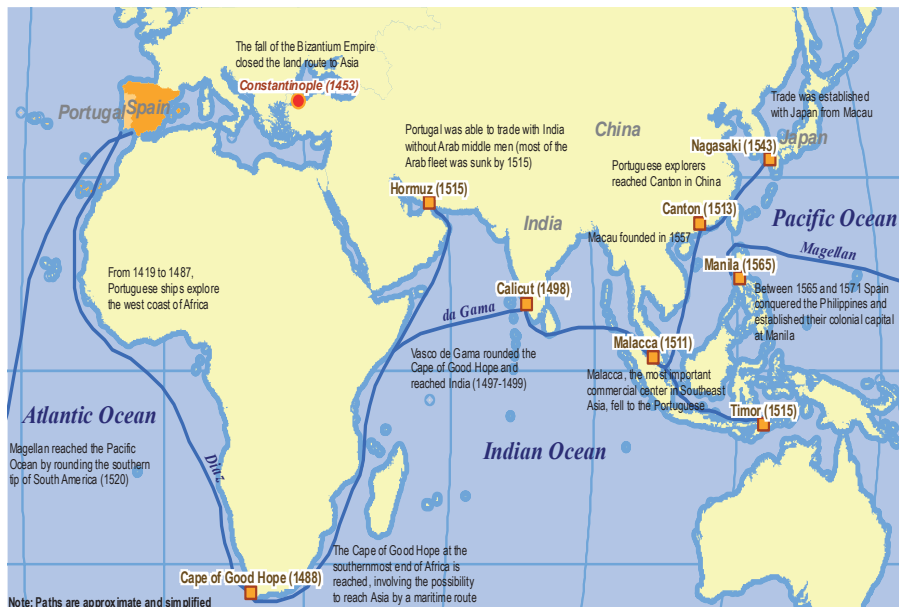 The fall of the Bizantium Empire
closed the land route to Asia
Constantinople (1453)
Portugal
Spain
China
Trade was established
with Japan from Macau
Japan
Nagasaki (1543)
Portugal was able to trade with India
without Arab middle men (most of the
Arab fleet was sunk by 1515)
Hormuz (1515)
Portuguese explorers
reached Canton in China
Canton (1513)
India
Macau founded in 1557
Pacific Ocean
Magellan
Manila (1565)
Between 1565 and 1571 Spain
conquered the Philippines and
established their colonial capital
at Manila
From 1419 to 1487,
Portuguese ships explore
the west coast of Africa
Calicut (1498)
da Gama
Vasco de Gama rounded the
Cape of Good Hope and
reached India (1497-1499)
Malacca (1511)
Malacca, the most important
commercial center in Southeast
Asia, fell to the Portuguese
Timor (1515)
Atlantic Ocean
Indian Ocean
Magellan reached the Pacific
Ocean by rounding the southern
tip of South America (1520)
Diaz
Cape of Good Hope (1488)
The Cape of Good Hope at the
southernmost end of Africa is
reached, involving the possibility
to reach Asia by a maritime route
Note: Paths are approximate and simplified